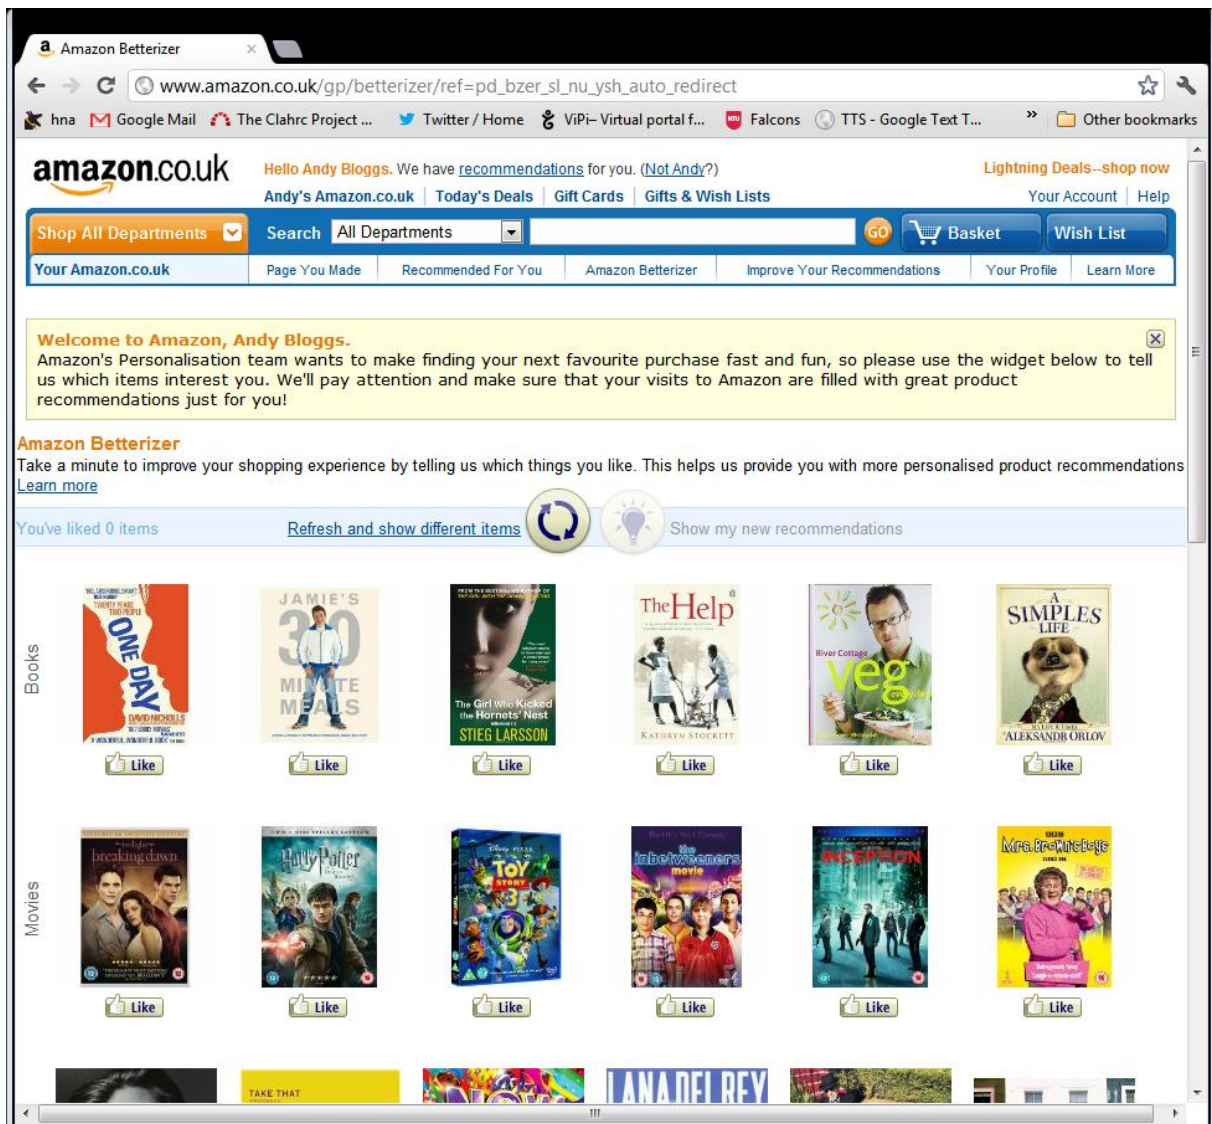 Amazon Betterizer
www.amazon.co.uk/gp/betterizer/ref=pd_bzer_sl_nu_ysh_auto_redirect
hna Google Mail The Clahrc Project ... Twitter / Home ViPi– Virtual portal f... Falcons TTS - Google Text T... » Other bookmarks
amazon.co.uk
Hello Andy Bloggs. We have recommendations for you. (Not Andy?) Lightning Deals--shop now
Andy's Amazon.co.uk Today's Deals Gift Cards Gifts & Wish Lists Your Account Help
Shop All Departments Search All Departments GO Basket Wish List
Your Amazon.co.uk Page You Made Recommended For You Amazon Betterizer Improve Your Recommendations Your Profile Learn More
Welcome to Amazon, Andy Bloggs.
Amazon's Personalisation team wants to make finding your next favourite purchase fast and fun, so please use the widget below to tell
us which items interest you. We'll pay attention and make sure that your visits to Amazon are filled with great product
recommendations just for you!
Amazon Betterizer
Take a minute to improve your shopping experience by telling us which things you like. This helps us provide you with more personalised product recommendations
Learn more
You've liked 0 items Refresh and show different items Show my new recommendations
Books
TWENTY YEARS
TWO PEOPLE
ONE DAY
DAVID NICHOLLS
JAMIE'S
30
MINUTE
MEALS
The Girl Who Kicked
the Hornets' Nest
STIEG LARSSON
The Help
KATHRYN STOCKETT
River Cottage
veg
everyday
A
SIMPLES
LIFE
ALEKSANDR ORLOV
Like Like Like Like Like Like
Movies
breaking dawn
Harry Potter
Disney PIXAR
TOY
STORY
3
the
inbetweeners
movie
INCEPTION
Mrs. Brown's Boys
Like Like Like Like Like Like
TAKE THAT
NOW
LANA DEL REY